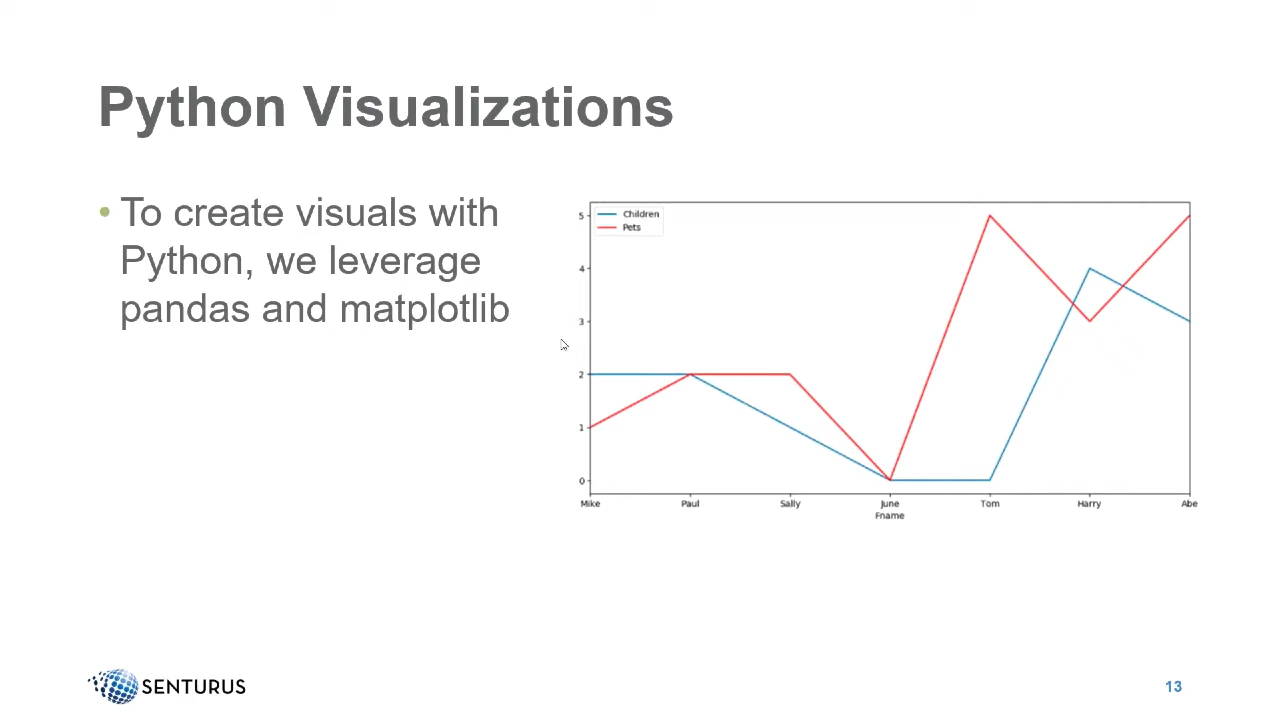 Python Visualizations
• To create visuals with
Python, we leverage
pandas and matplotlib
Children
Pets
5
4
3
2
1
0
Mike Paul Sally June Tom Harry Abe
Fname
SENTURUS
13